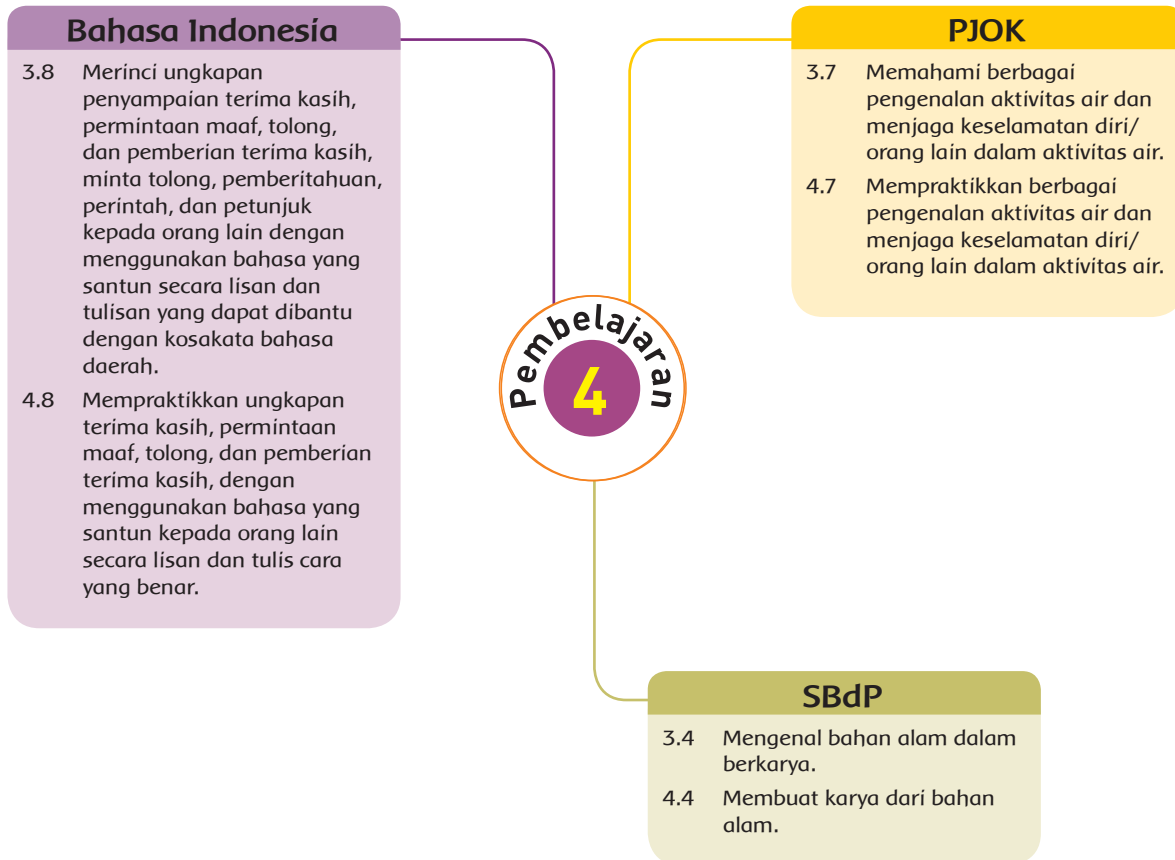 Bahasa Indonesia
3.8 Merinci ungkapan
penyampaian terima kasih,
permintaan maaf, tolong,
dan pemberian terima kasih,
minta tolong, pemberitahuan,
perintah, dan petunjuk
kepada orang lain dengan
menggunakan bahasa yang
santun secara lisan dan
tulisan yang dapat dibantu
dengan kosakata bahasa
daerah.
4.8 Mempraktikkan ungkapan
terima kasih, permintaan
maaf, tolong, dan pemberian
terima kasih, dengan
menggunakan bahasa yang
santun kepada orang lain
secara lisan dan tulis cara
yang benar.
PJOK
3.7 Memahami berbagai
pengenalan aktivitas air dan
menjaga keselamatan diri/
orang lain dalam aktivitas air.
4.7 Mempraktikkan berbagai
pengenalan aktivitas air dan
menjaga keselamatan diri/
orang lain dalam aktivitas air.
Pembelajaran
4
SBdP
3.4 Mengenal bahan alam dalam
berkarya.
4.4 Membuat karya dari bahan
alam.